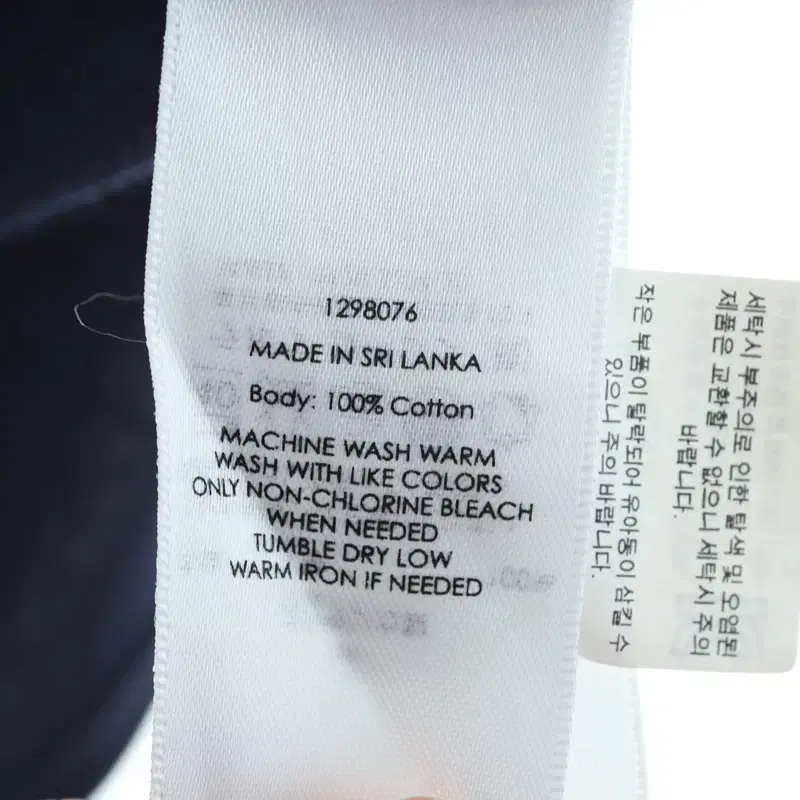 1298076
MADE IN SRI LANKA
Body: 100% Cotton
MACHINE WASH WARM
WASH WITH LIKE COLORS
ONLY NON-CHLORINE BLEACH
WHEN NEEDED
TUMBLE DRY LOW
WARM IRON IF NEEDED
세탁시 부주의로 인한 탈색 및 오염된
제품은 교환할 수 없으니 세탁시 주의
바랍니다.
작은 부품이 탈락되어 유아동이 삼킬 수
있으니 주의 바랍니다.